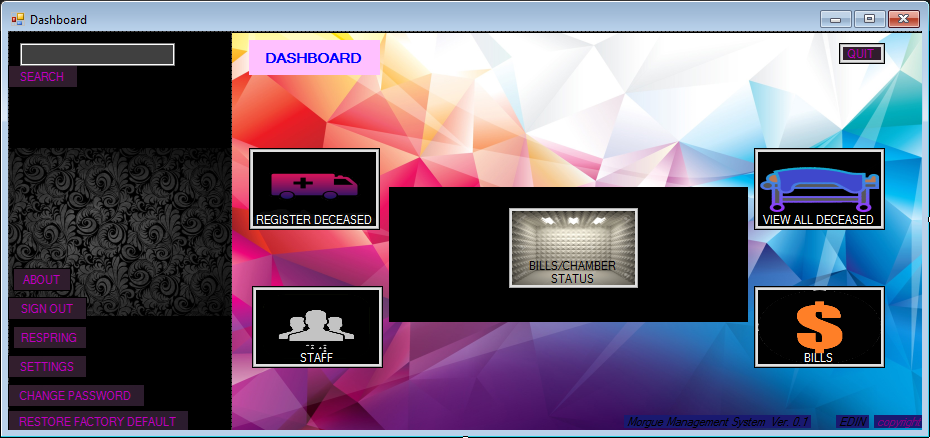 Dashboard
SEARCH
DASHBOARD
QUIT
REGISTER DECEASED
VIEW ALL DECEASED
BILLS/CHAMBER
STATUS
STAFF
BILLS
ABOUT
SIGN OUT
RESPRING
SETTINGS
CHANGE PASSWORD
RESTORE FACTORY DEFAULT
Morgue Management System Ver. 0.1 EDIN copyright